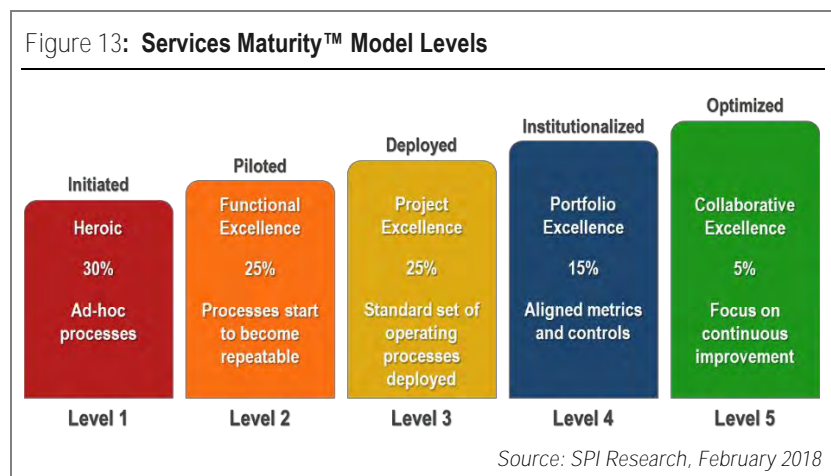 Figure 13: Services Maturity™ Model Levels
Initiated
Heroic
30%
Ad-hoc
processes
Level 1
Piloted
Functional
Excellence
25%
Processes start
to become
repeatable
Level 2
Deployed
Project
Excellence
25%
Standard set of
operating
processes
deployed
Level 3
Institutionalized
Portfolio
Excellence
15%
Aligned metrics
and controls
Level 4
Optimized
Collaborative
Excellence
5%
Focus on
continuous
improvement
Level 5
Source: SPI Research, February 2018